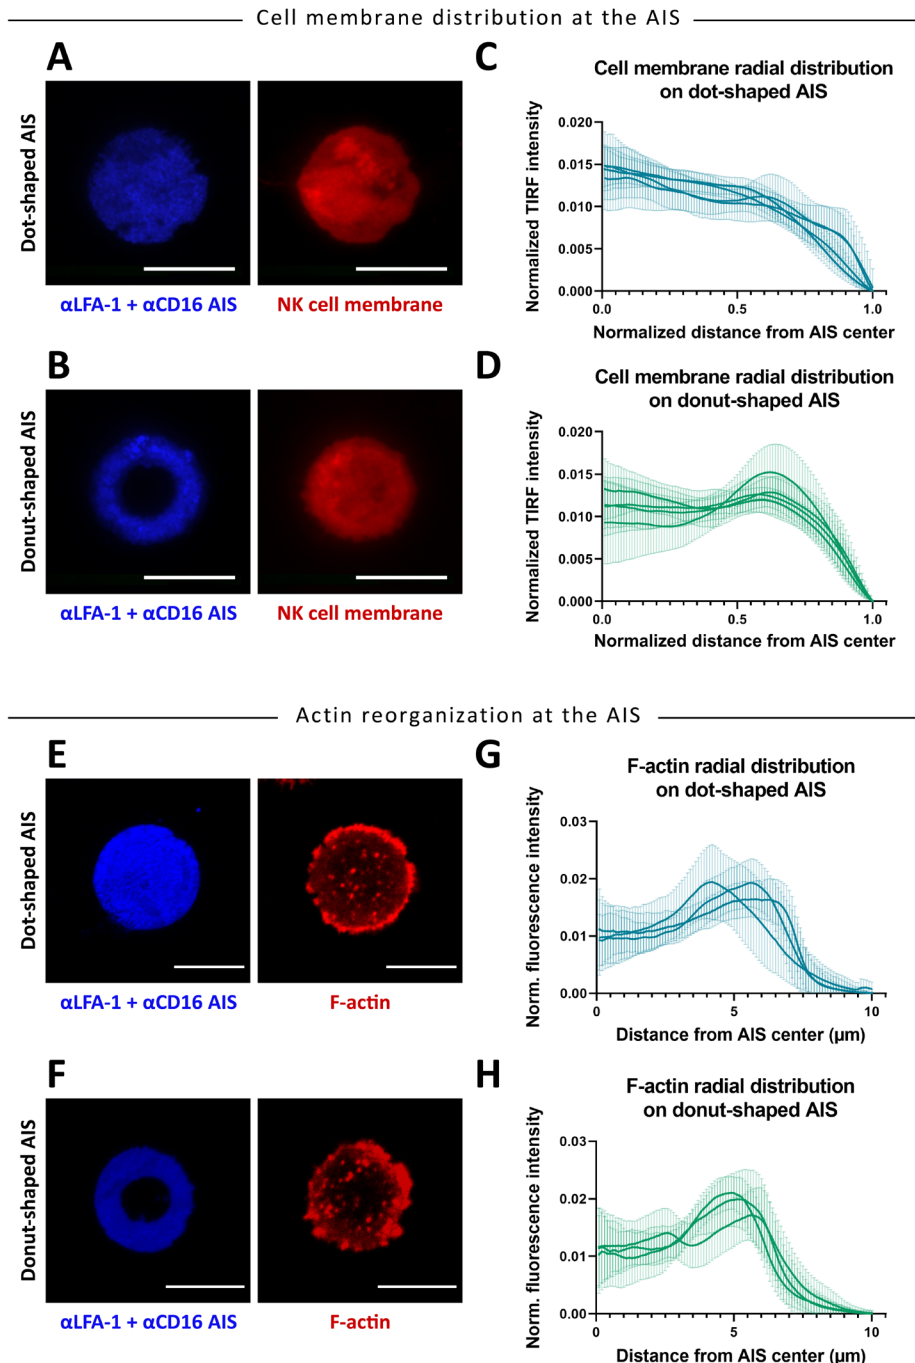 Cell membrane distribution at the AIS
A
Dot-shaped AIS
αLFA-1 + αCD16 AIS
NK cell membrane
C
Cell membrane radial distribution
on dot-shaped AIS
Normalized TIRF intensity
0.020
0.015
0.010
0.005
0.000
0.0
0.5
1.0
Normalized distance from AIS center
B
Donut-shaped AIS
αLFA-1 + αCD16 AIS
NK cell membrane
D
Cell membrane radial distribution
on donut-shaped AIS
Normalized TIRF intensity
0.020
0.015
0.010
0.005
0.000
0.0
0.5
1.0
Normalized distance from AIS center
Actin reorganization at the AIS
E
Dot-shaped AIS
αLFA-1 + αCD16 AIS
F-actin
G
F-actin radial distribution
on dot-shaped AIS
Norm. fluorescence intensity
0.03
0.02
0.01
0.00
0
5
10
Distance from AIS center (μm)
F
Donut-shaped AIS
αLFA-1 + αCD16 AIS
F-actin
H
F-actin radial distribution
on donut-shaped AIS
Norm. fluorescence intensity
0.03
0.02
0.01
0.00
0
5
10
Distance from AIS center (μm)